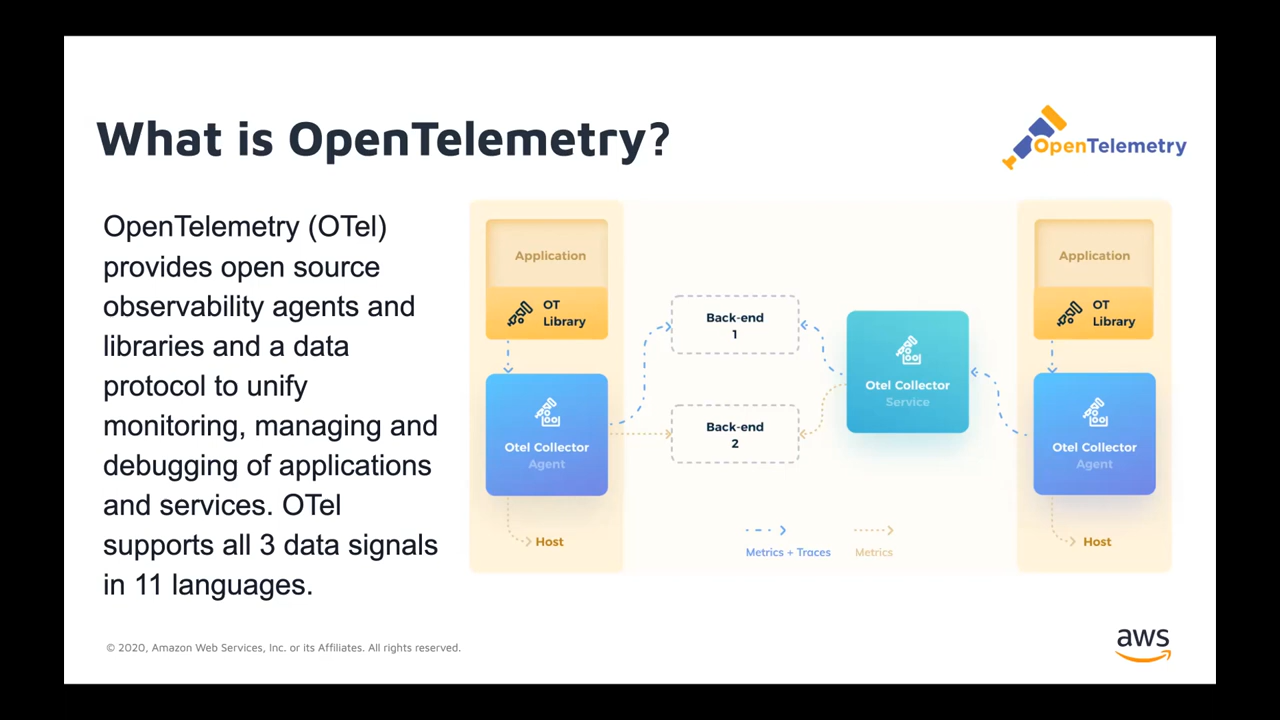 What is OpenTelemetry?
OpenTelemetry
OpenTelemetry (OTel)
provides open source
observability agents and
libraries and a data
protocol to unify
monitoring, managing and
debugging of applications
and services. OTel
supports all 3 data signals
in 11 languages.
Application
OT
Library
Otel Collector
Agent
Host
Back-end
1
Back-end
2
Otel Collector
Service
Metrics + Traces
Metrics
Application
OT
Library
Otel Collector
Agent
Host
© 2020, Amazon Web Services, Inc. or its Affiliates. All rights reserved.
aws